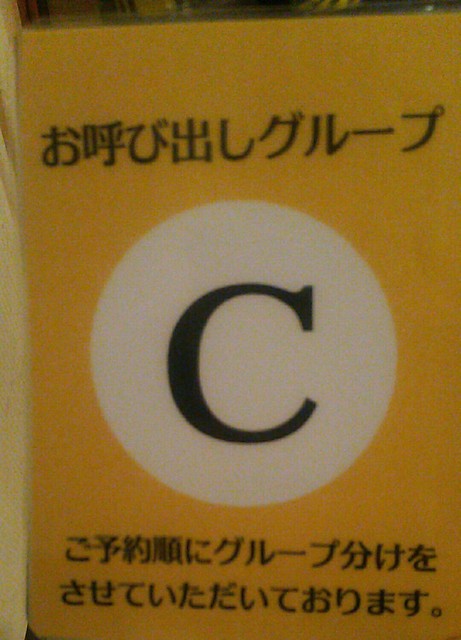 お呼び出しグループ
C
ご予約順にグループ分けを
させていただいております。